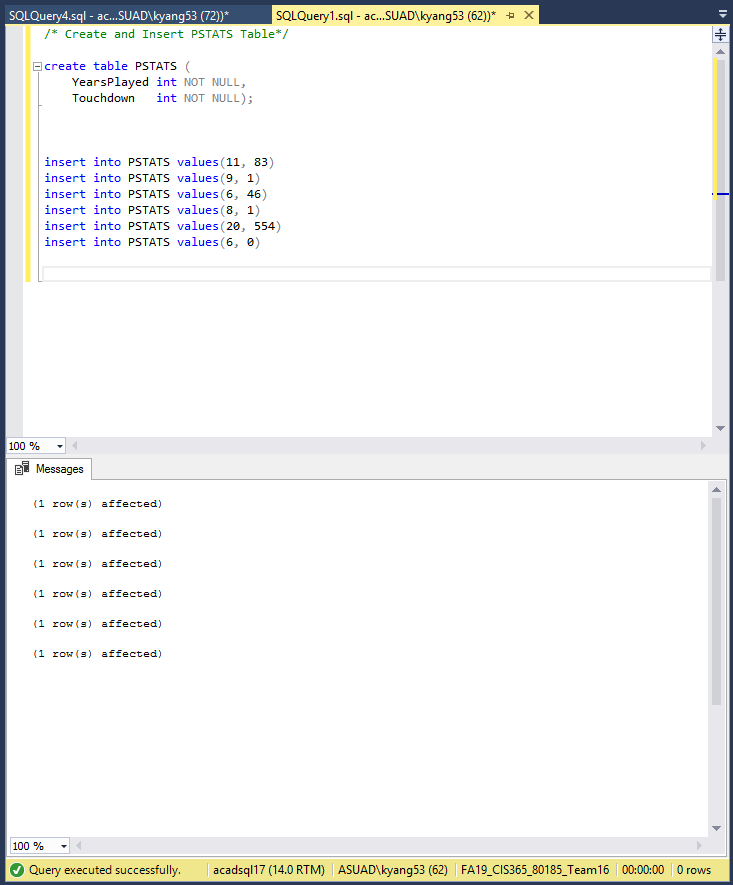 SQLQuery4.sql - ac...SUAD\kyang53 (72))*
SQLQuery1.sql - ac...SUAD\kyang53 (62))*
/* Create and Insert PSTATS Table*/
create table PSTATS (
YearsPlayed int NOT NULL,
Touchdown int NOT NULL);
insert into PSTATS values(11, 83)
insert into PSTATS values(9, 1)
insert into PSTATS values(6, 46)
insert into PSTATS values(8, 1)
insert into PSTATS values(20, 554)
insert into PSTATS values(6, 0)
100 %
Messages
(1 row(s) affected)
(1 row(s) affected)
(1 row(s) affected)
(1 row(s) affected)
(1 row(s) affected)
(1 row(s) affected)
100 %
Query executed successfully. acadsql17 (14.0 RTM) ASUAD\kyang53 (62) FA19_CIS365_80185_Team16 00:00:00 0 rows